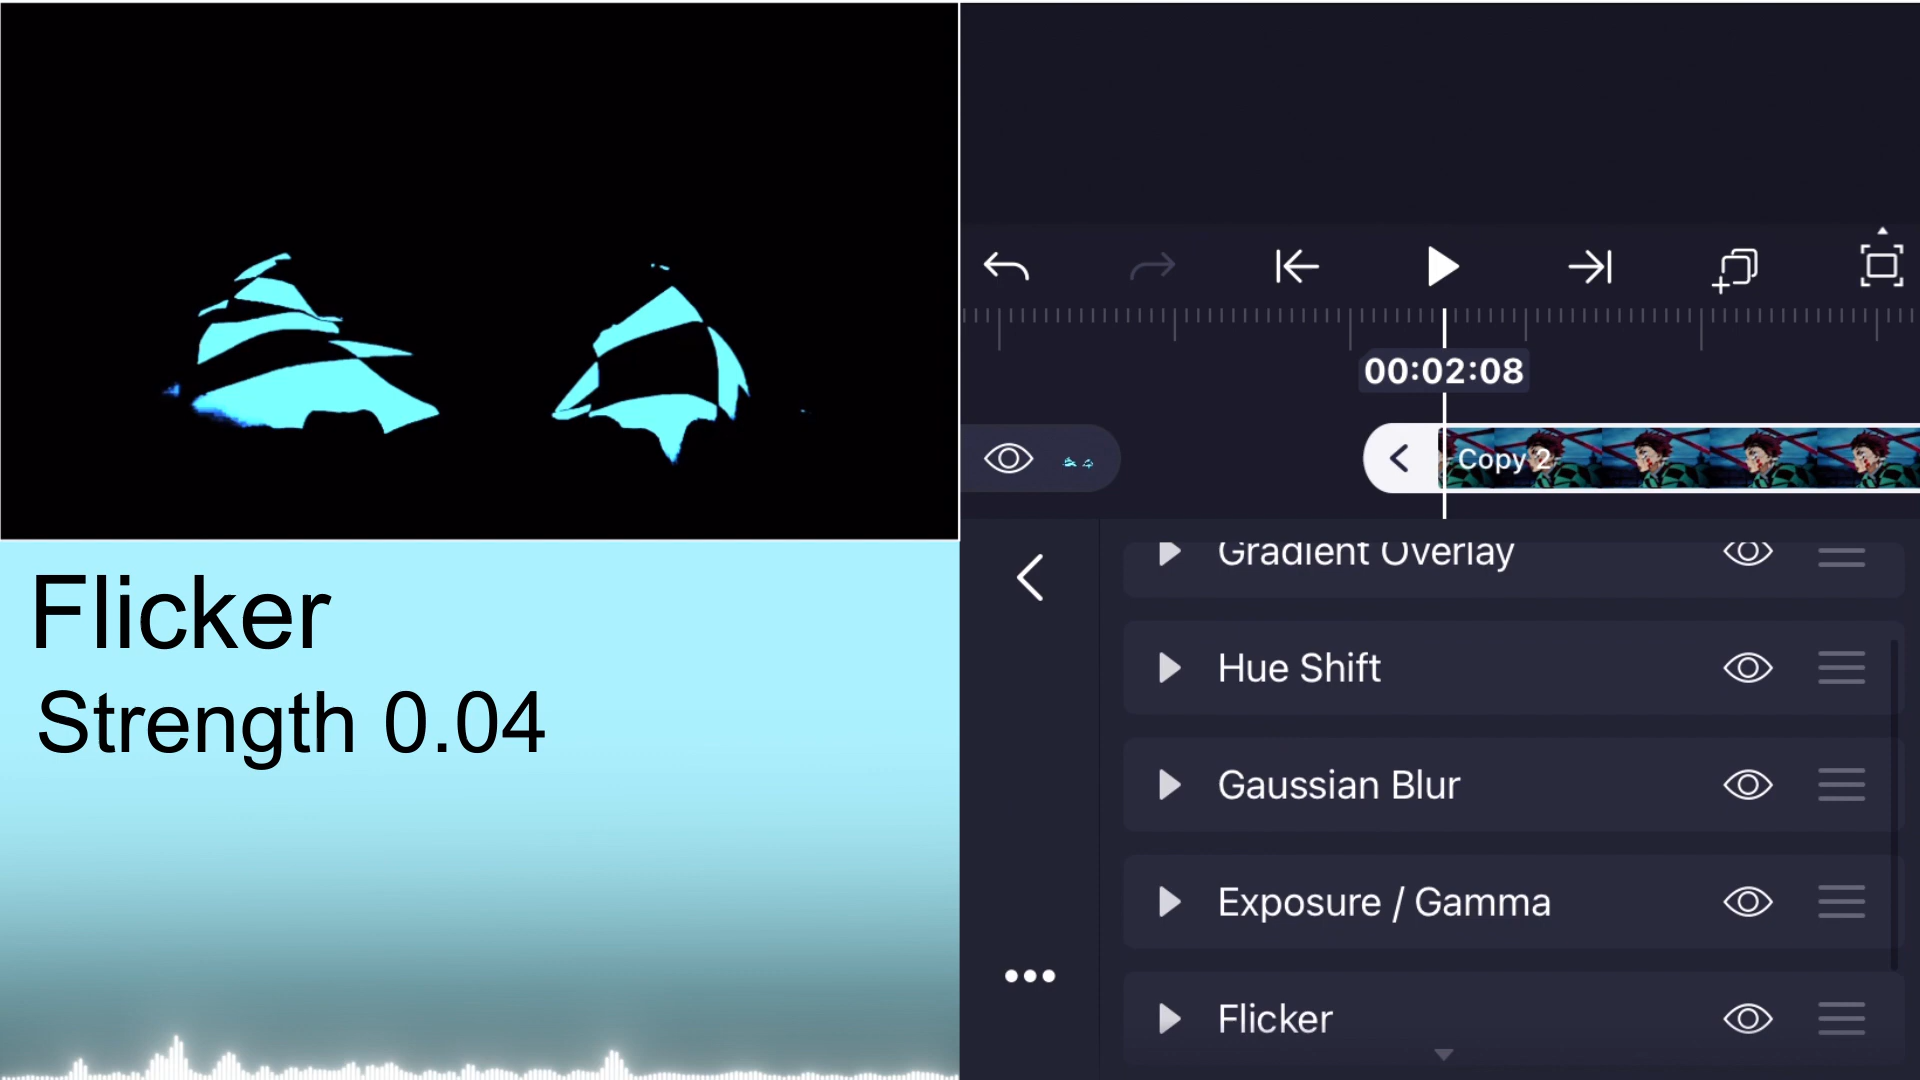 Flicker
Strength 0.04
00:02:08
Copy 2
Gradient Overlay
Hue Shift
Gaussian Blur
Exposure / Gamma
Flicker